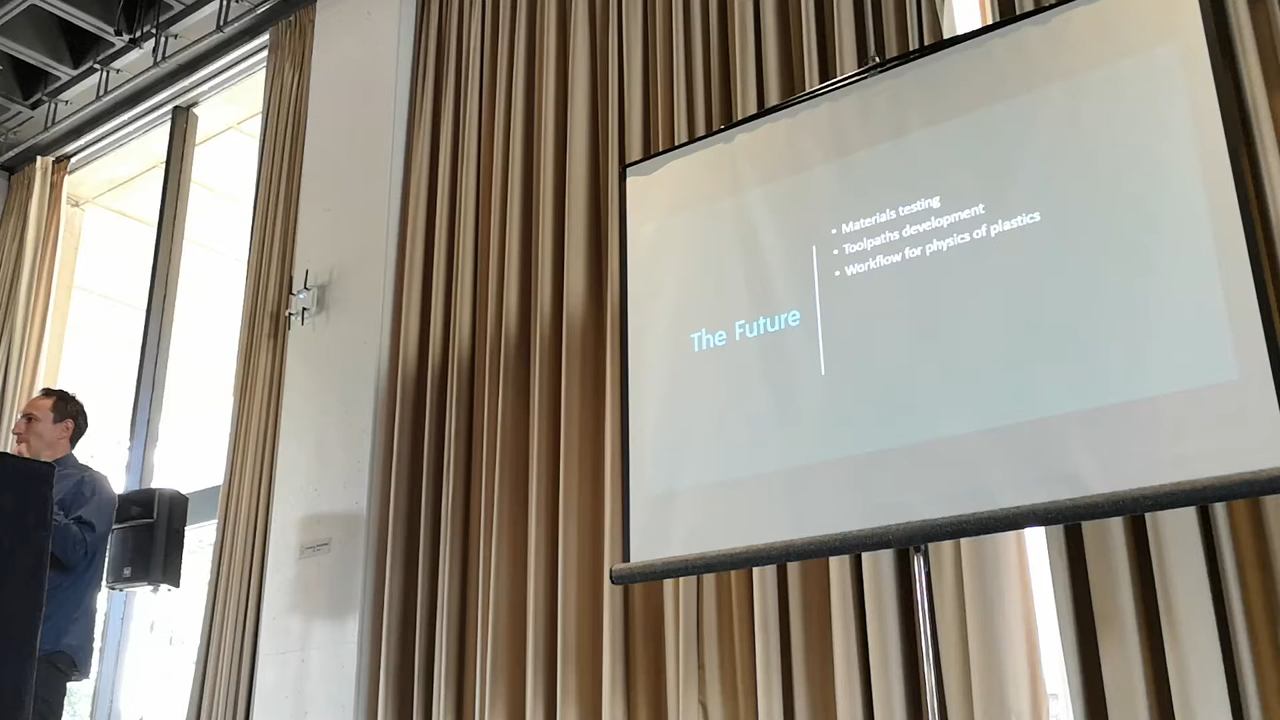 The Future
• Materials testing
• Toolpaths development
• Workflow for physics of plastics